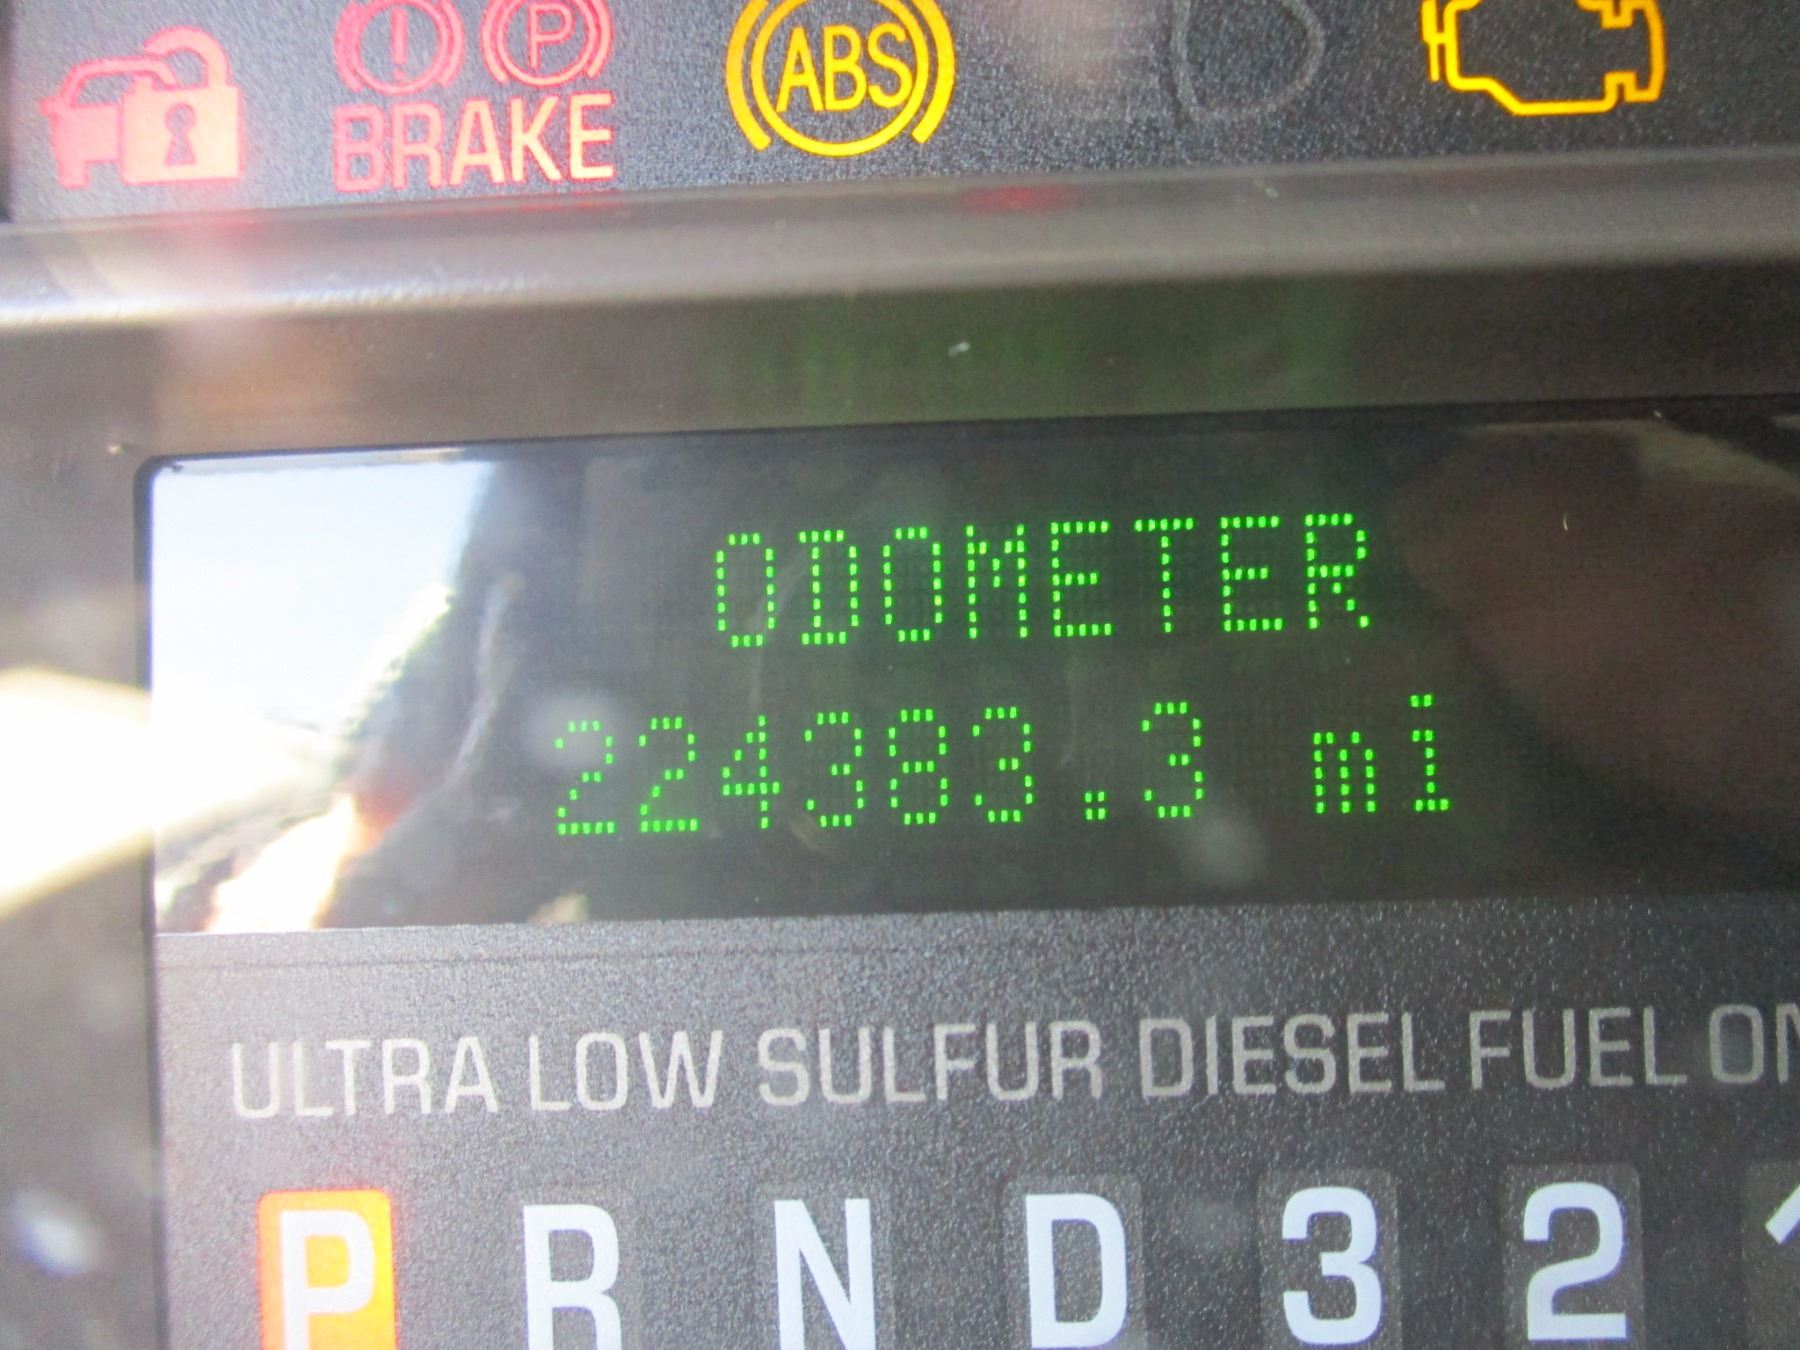 ! P
BRAKE
ABS
ODOMETER
224383.3 mi
ULTRA LOW SULFUR DIESEL FUEL
P R N D 3 2